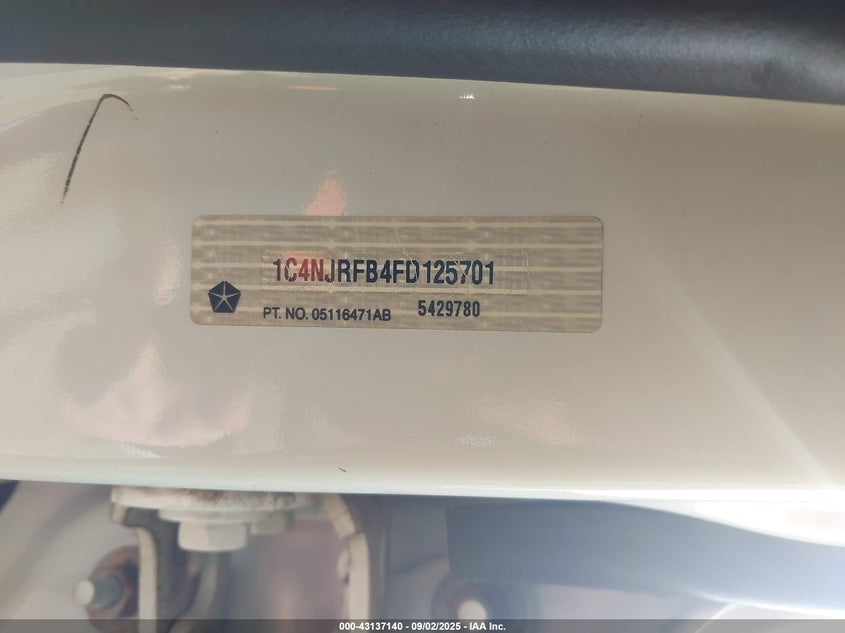 1C4NJRFB4FD125701
PT. NO. 05116471AB 5429780
000-43137140 - 09/02/2025 - IAA Inc.